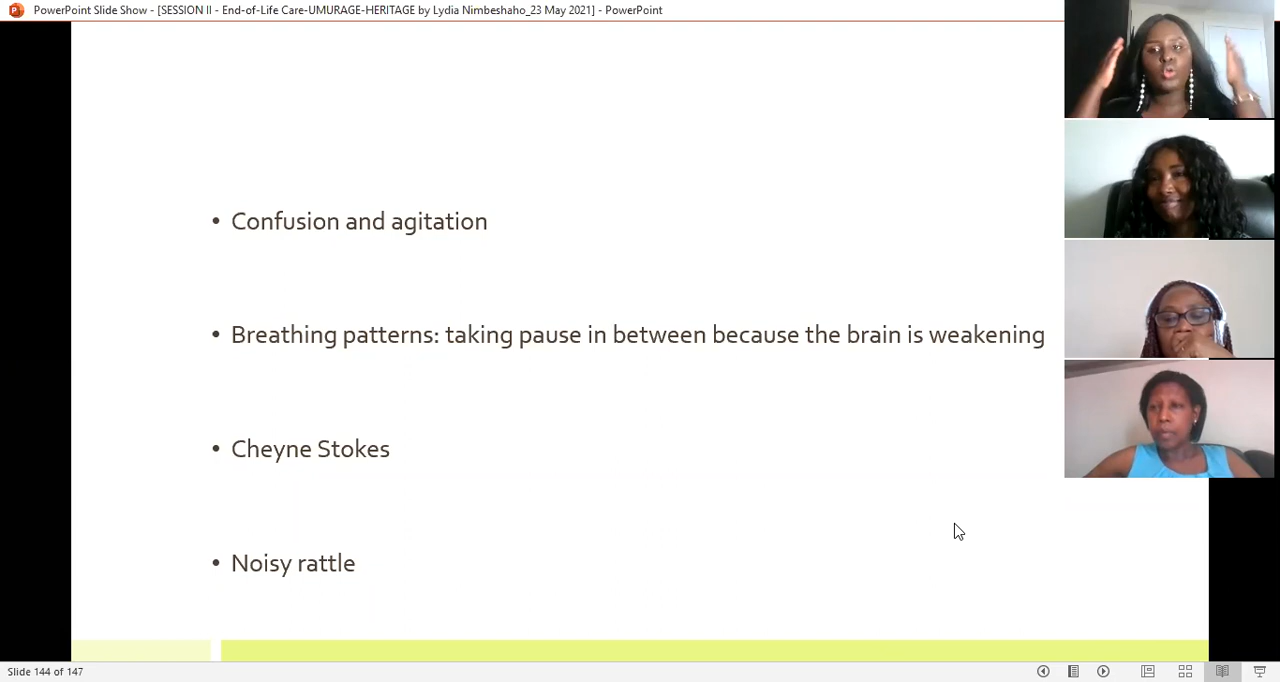 PowerPoint Slide Show - [SESSION II - End-of-Life Care-UMURAGE-HERITAGE by Lydia Nimbeshaho_23 May 2021] - PowerPoint
• Confusion and agitation
• Breathing patterns: taking pause in between because the brain is weakening
• Cheyne Stokes
• Noisy rattle
Slide 144 of 147